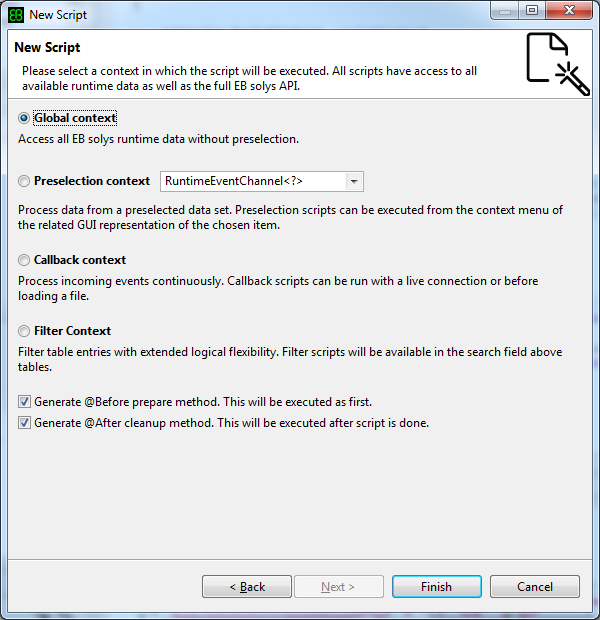 New Script
New Script
Please select a context in which the script will be executed. All scripts have access to all
available runtime data as well as the full EB solys API.
Global context
Access all EB solys runtime data without preselection.
Preselection context RuntimeEventChannel<?>
Process data from a preselected data set. Preselection scripts can be executed from the context menu of
the related GUI representation of the chosen item.
Callback context
Process incoming events continuously. Callback scripts can be run with a live connection or before
loading a file.
Filter Context
Filter table entries with extended logical flexibility. Filter scripts will be available in the search field above
tables.
Generate @Before prepare method. This will be executed as first.
Generate @After cleanup method. This will be executed after script is done.
< Back Next > Finish Cancel